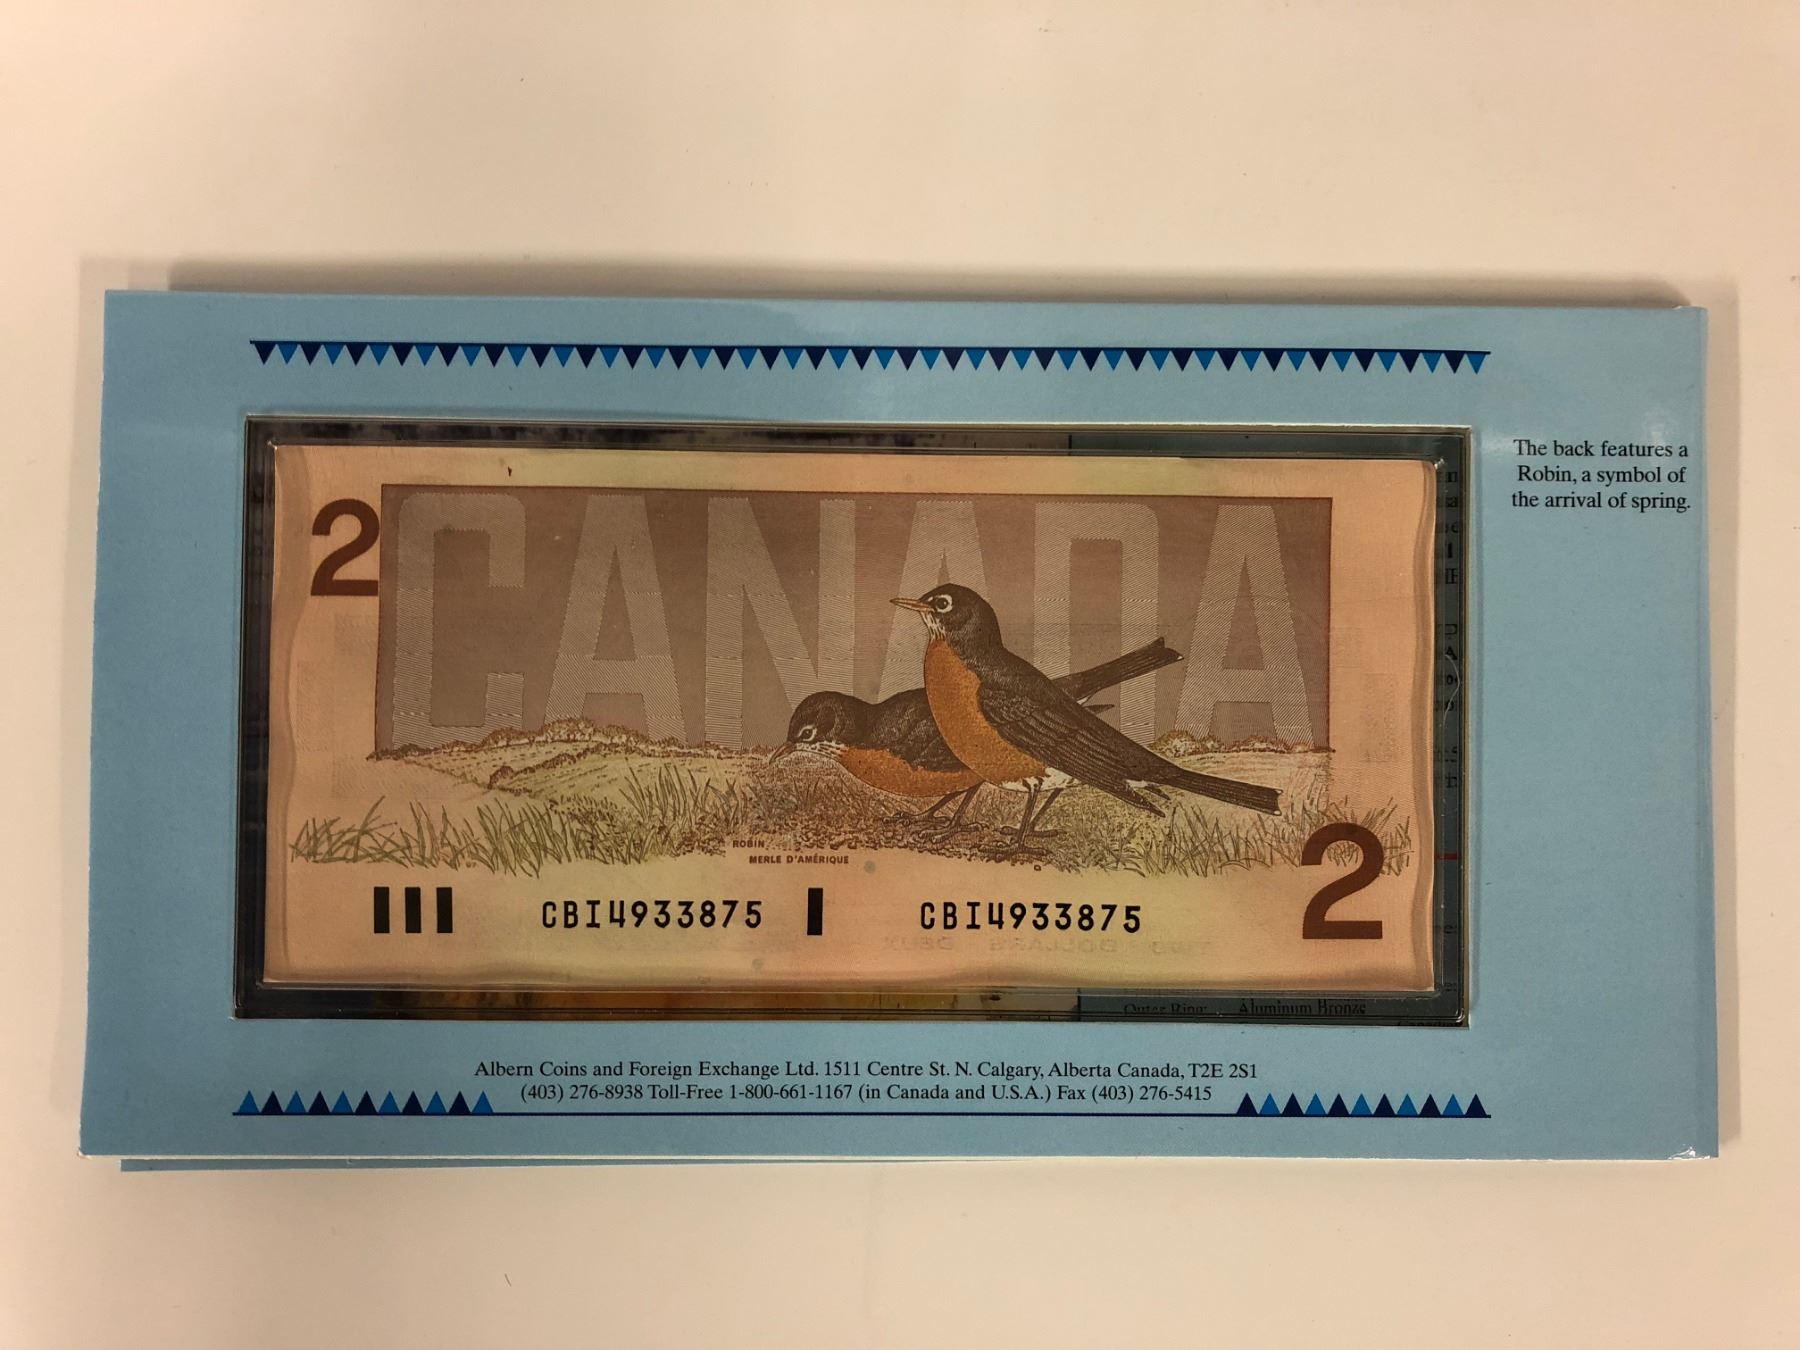 The back features a
Robin, a symbol of
the arrival of spring.
2
CANADA
ROBIN
MERLE D'AMÉRIQUE
2
CBI4933875
CBI4933875
Outer Ring: Aluminum Bronze
Albern Coins and Foreign Exchange Ltd. 1511 Centre St. N. Calgary, Alberta Canada, T2E 2S1
(403) 276-8938 Toll-Free 1-800-661-1167 (in Canada and U.S.A.) Fax (403) 276-5415